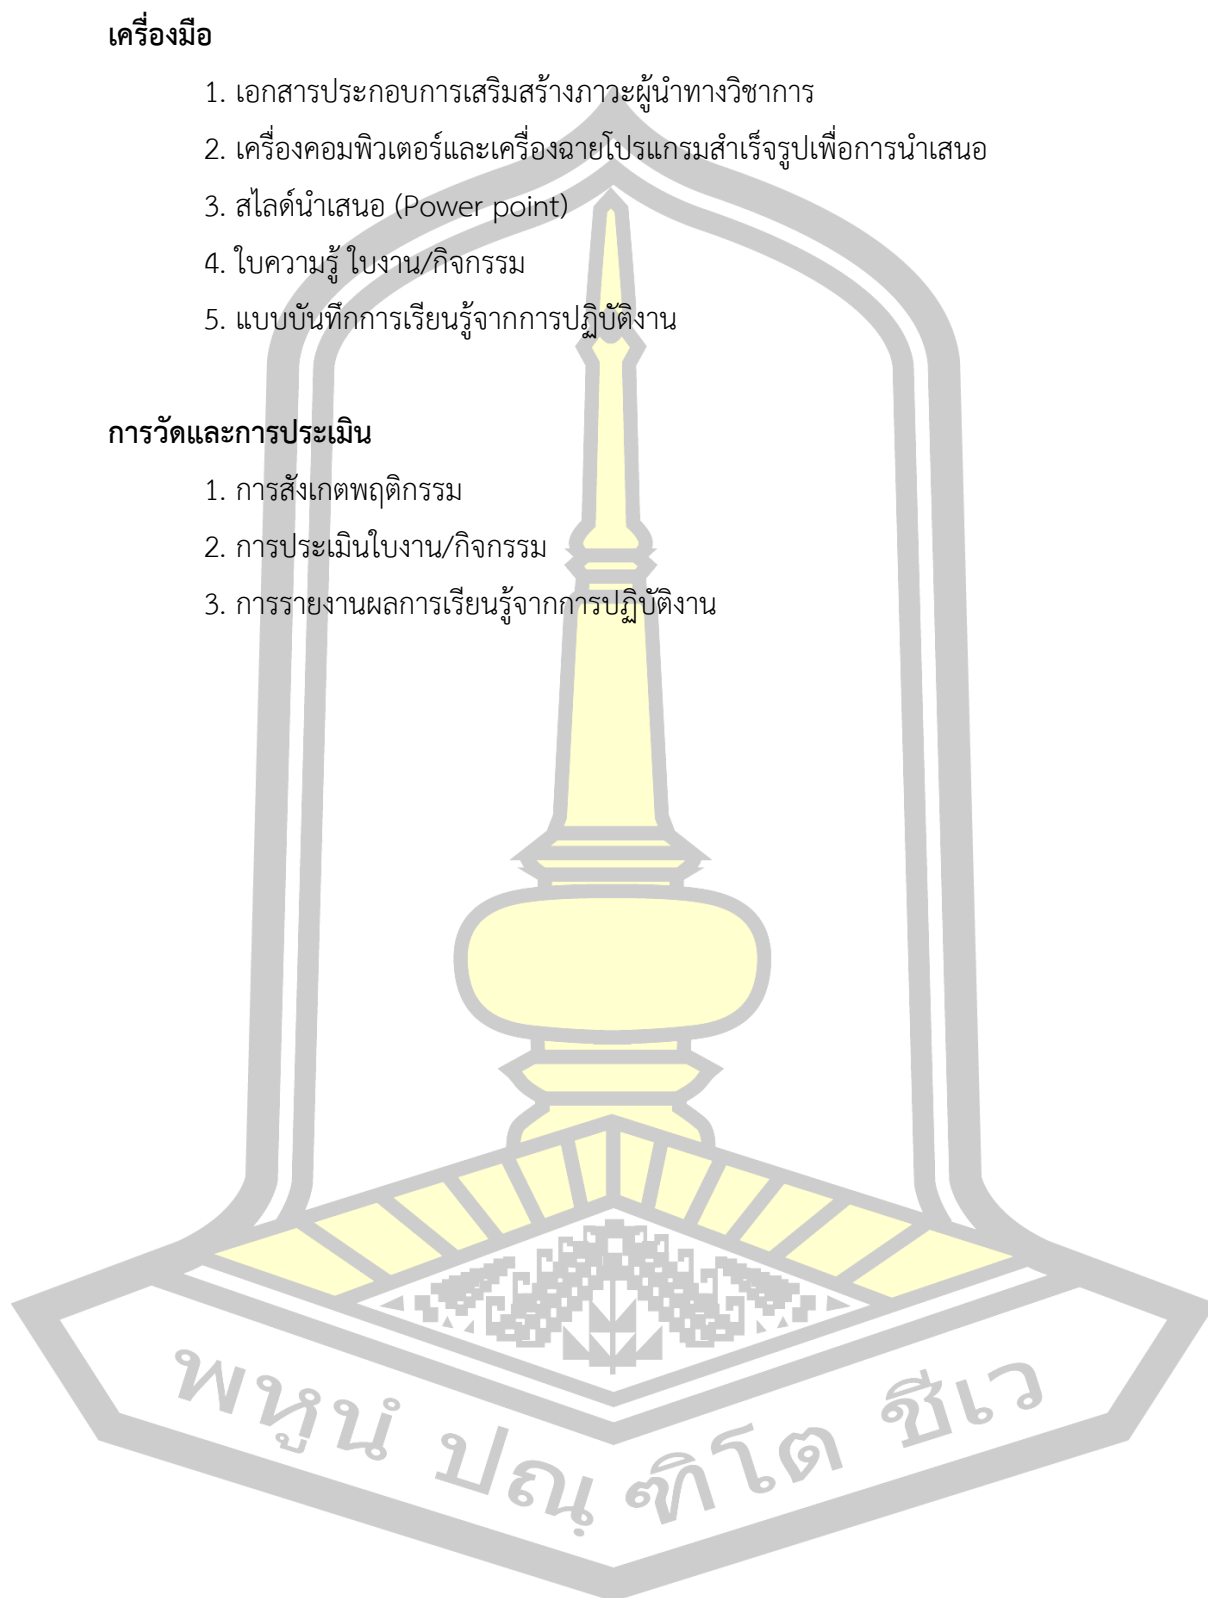 เครื่องมือ
1. เอกสารประกอบการเสริมสร้างภาวะผู้นำทางวิชาการ
2. เครื่องคอมพิวเตอร์และเครื่องฉายโปรแกรมสำเร็จรูปเพื่อการนำเสนอ
3. สไลด์นำเสนอ (Power point)
4. ใบความรู้ ใบงาน/กิจกรรม
5. แบบบันทึกการเรียนรู้จากการปฏิบัติงาน
การวัดและการประเมิน
1. การสังเกตพฤติกรรม
2. การประเมินใบงาน/กิจกรรม
3. การรายงานผลการเรียนรู้จากการปฏิบัติงาน
พหูนํ ปณฺฑิโต ชีเว